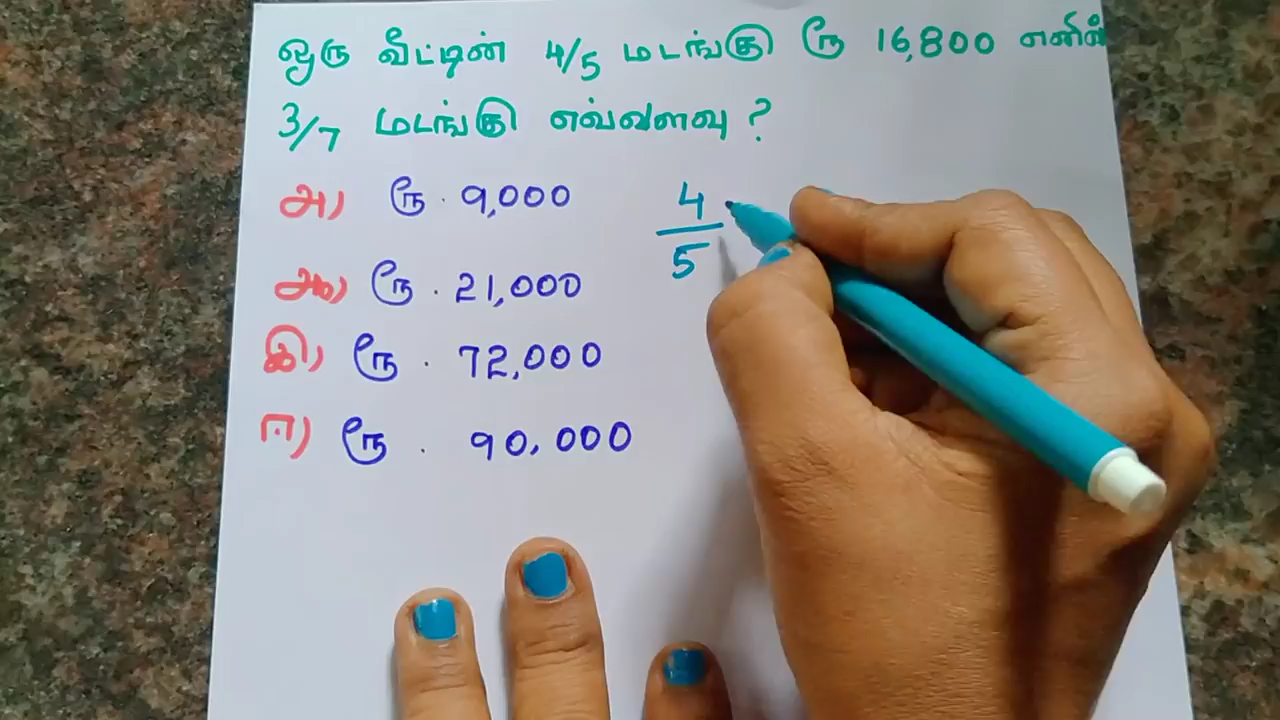 ஒரு வீட்டின் 4/5 மடங்கு ரூ 16,800 எனில்
3/7 மடங்கு எவ்வளவு ?
அ) ரூ. 9,000
ஆ) ரூ. 21,000
இ) ரூ. 72,000
ஈ) ரூ. 90,000
4
5